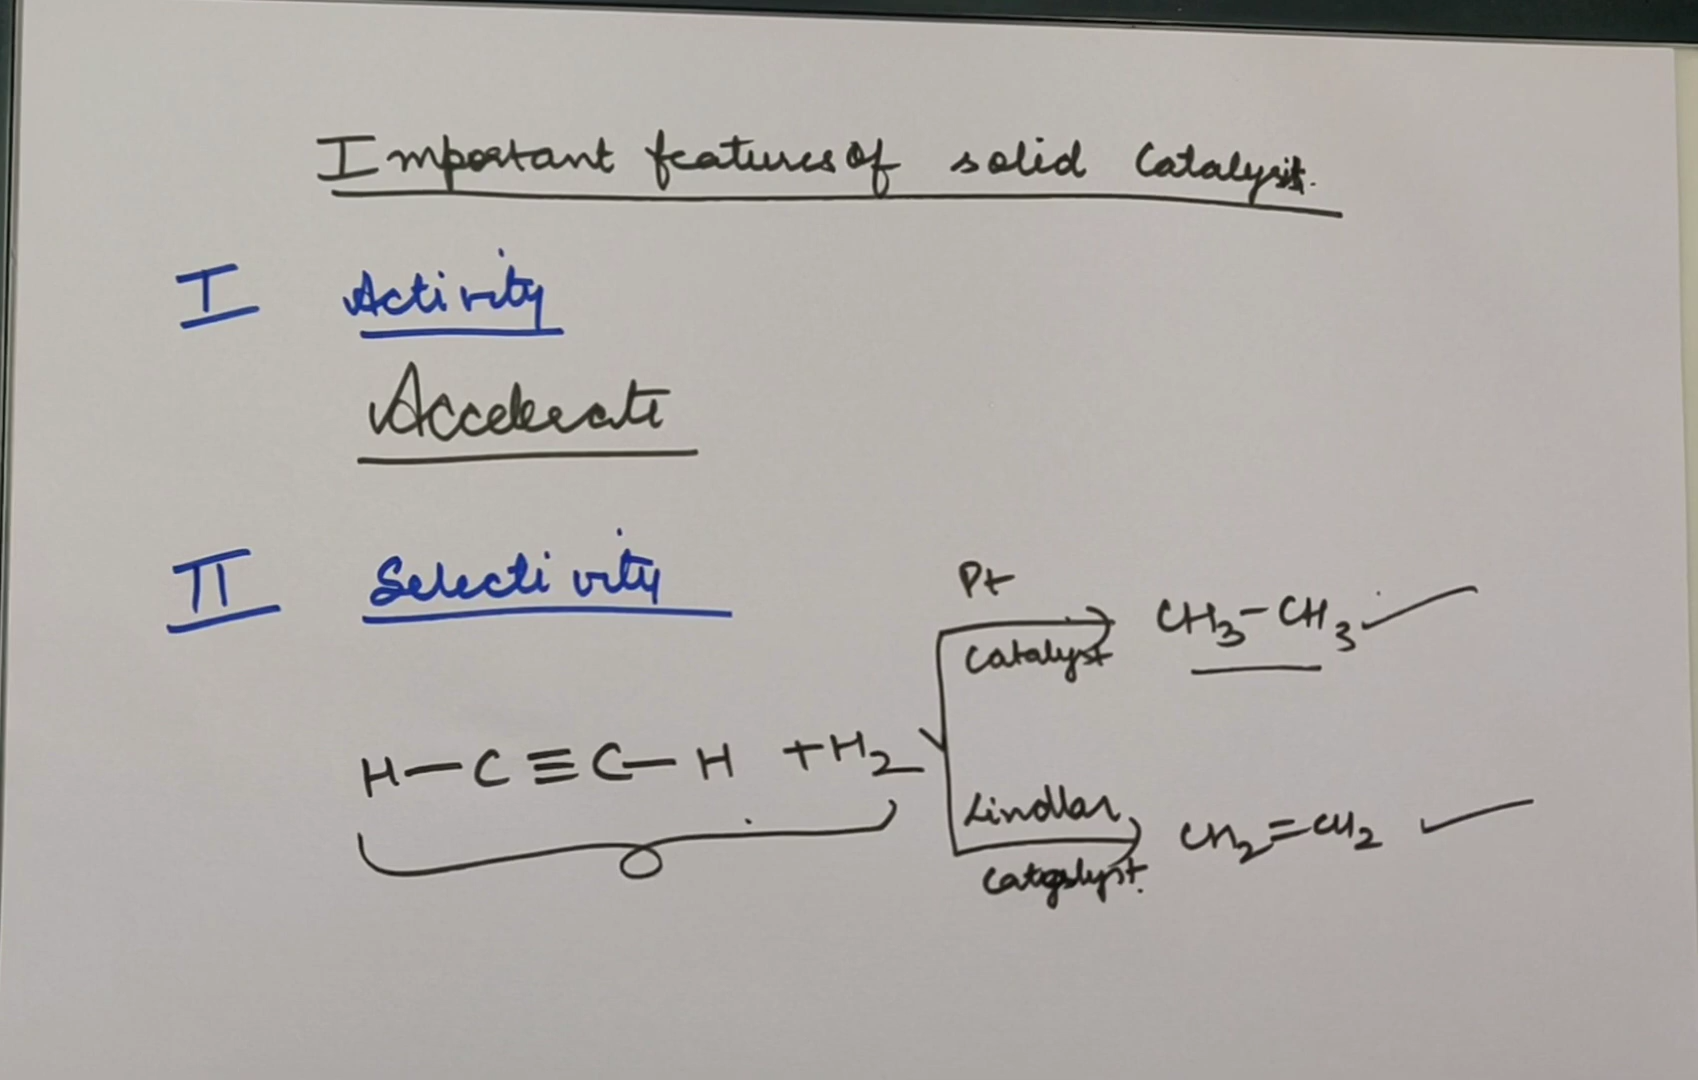 Important features of solid Catalyst.
I Activity
Accelerate
II Selectivity
Pt
CH3-CH3
Catalyst
H-C≡C-H +H2
Lindlar
CH2=CH2
Catalyst.